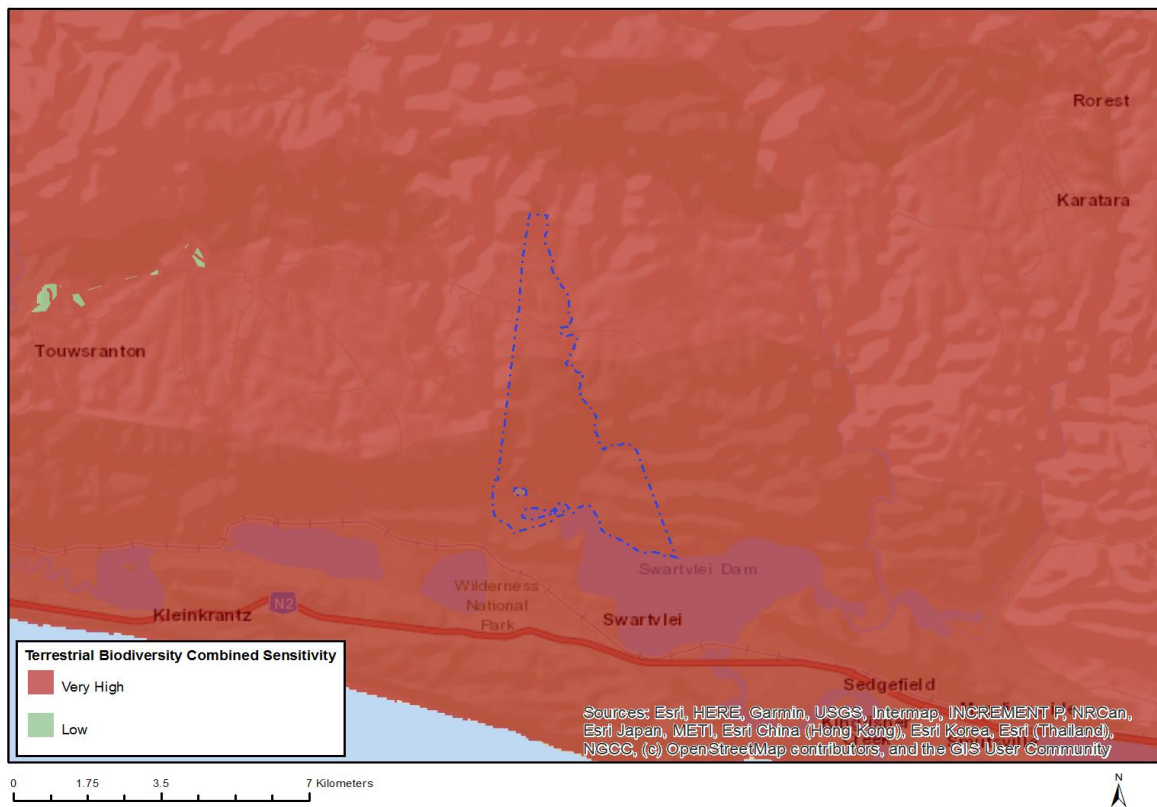 Rorest
Karatara
Touwsranton
Swartvlei Dam
Wilderness
National
Park
N2
Kleinkrantz
Swartvlei
Sedgefield
Terrestrial Biodiversity Combined Sensitivity
Very High
Low
Sources: Esri, HERE, Garmin, USGS, Intermap, INCREMENT P, NRCan,
Esri Japan, METI, Esri China (Hong Kong), Esri Korea, Esri (Thailand),
NGCC, (c) OpenStreetMap contributors, and the GIS User Community
0 1.75 3.5 7 Kilometers
N